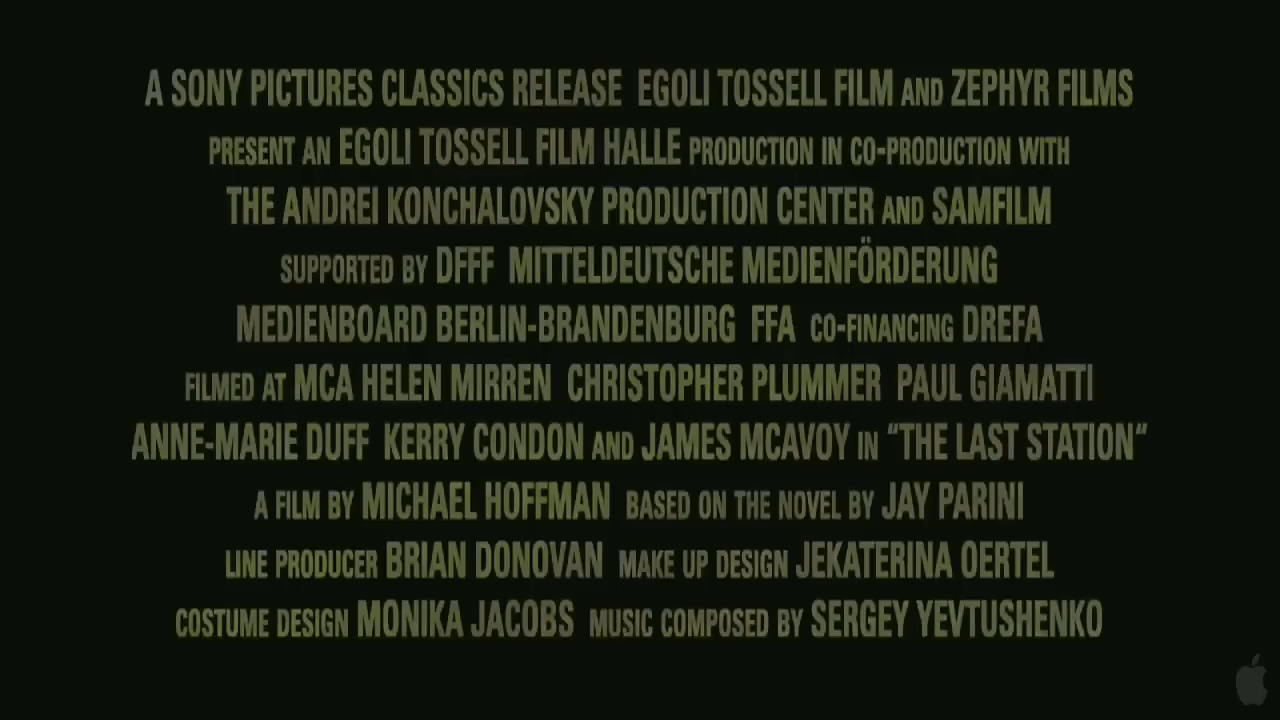 A SONY PICTURES CLASSICS RELEASE EGOLI TOSSELL FILM AND ZEPHYR FILMS
PRESENT AN EGOLI TOSSELL FILM HALLE PRODUCTION IN CO-PRODUCTION WITH
THE ANDREI KONCHALOVSKY PRODUCTION CENTER AND SAMFILM
SUPPORTED BY DFFF MITTELDEUTSCHE MEDIENFÖRDERUNG
MEDIENBOARD BERLIN-BRANDENBURG FFA CO-FINANCING DREFA
FILMED AT MCA HELEN MIRREN CHRISTOPHER PLUMMER PAUL GIAMATTI
ANNE-MARIE DUFF KERRY CONDON AND JAMES MCAVOY IN “THE LAST STATION“
A FILM BY MICHAEL HOFFMAN BASED ON THE NOVEL BY JAY PARINI
LINE PRODUCER BRIAN DONOVAN MAKE UP DESIGN JEKATERINA OERTEL
COSTUME DESIGN MONIKA JACOBS MUSIC COMPOSED BY SERGEY YEVTUSHENKO